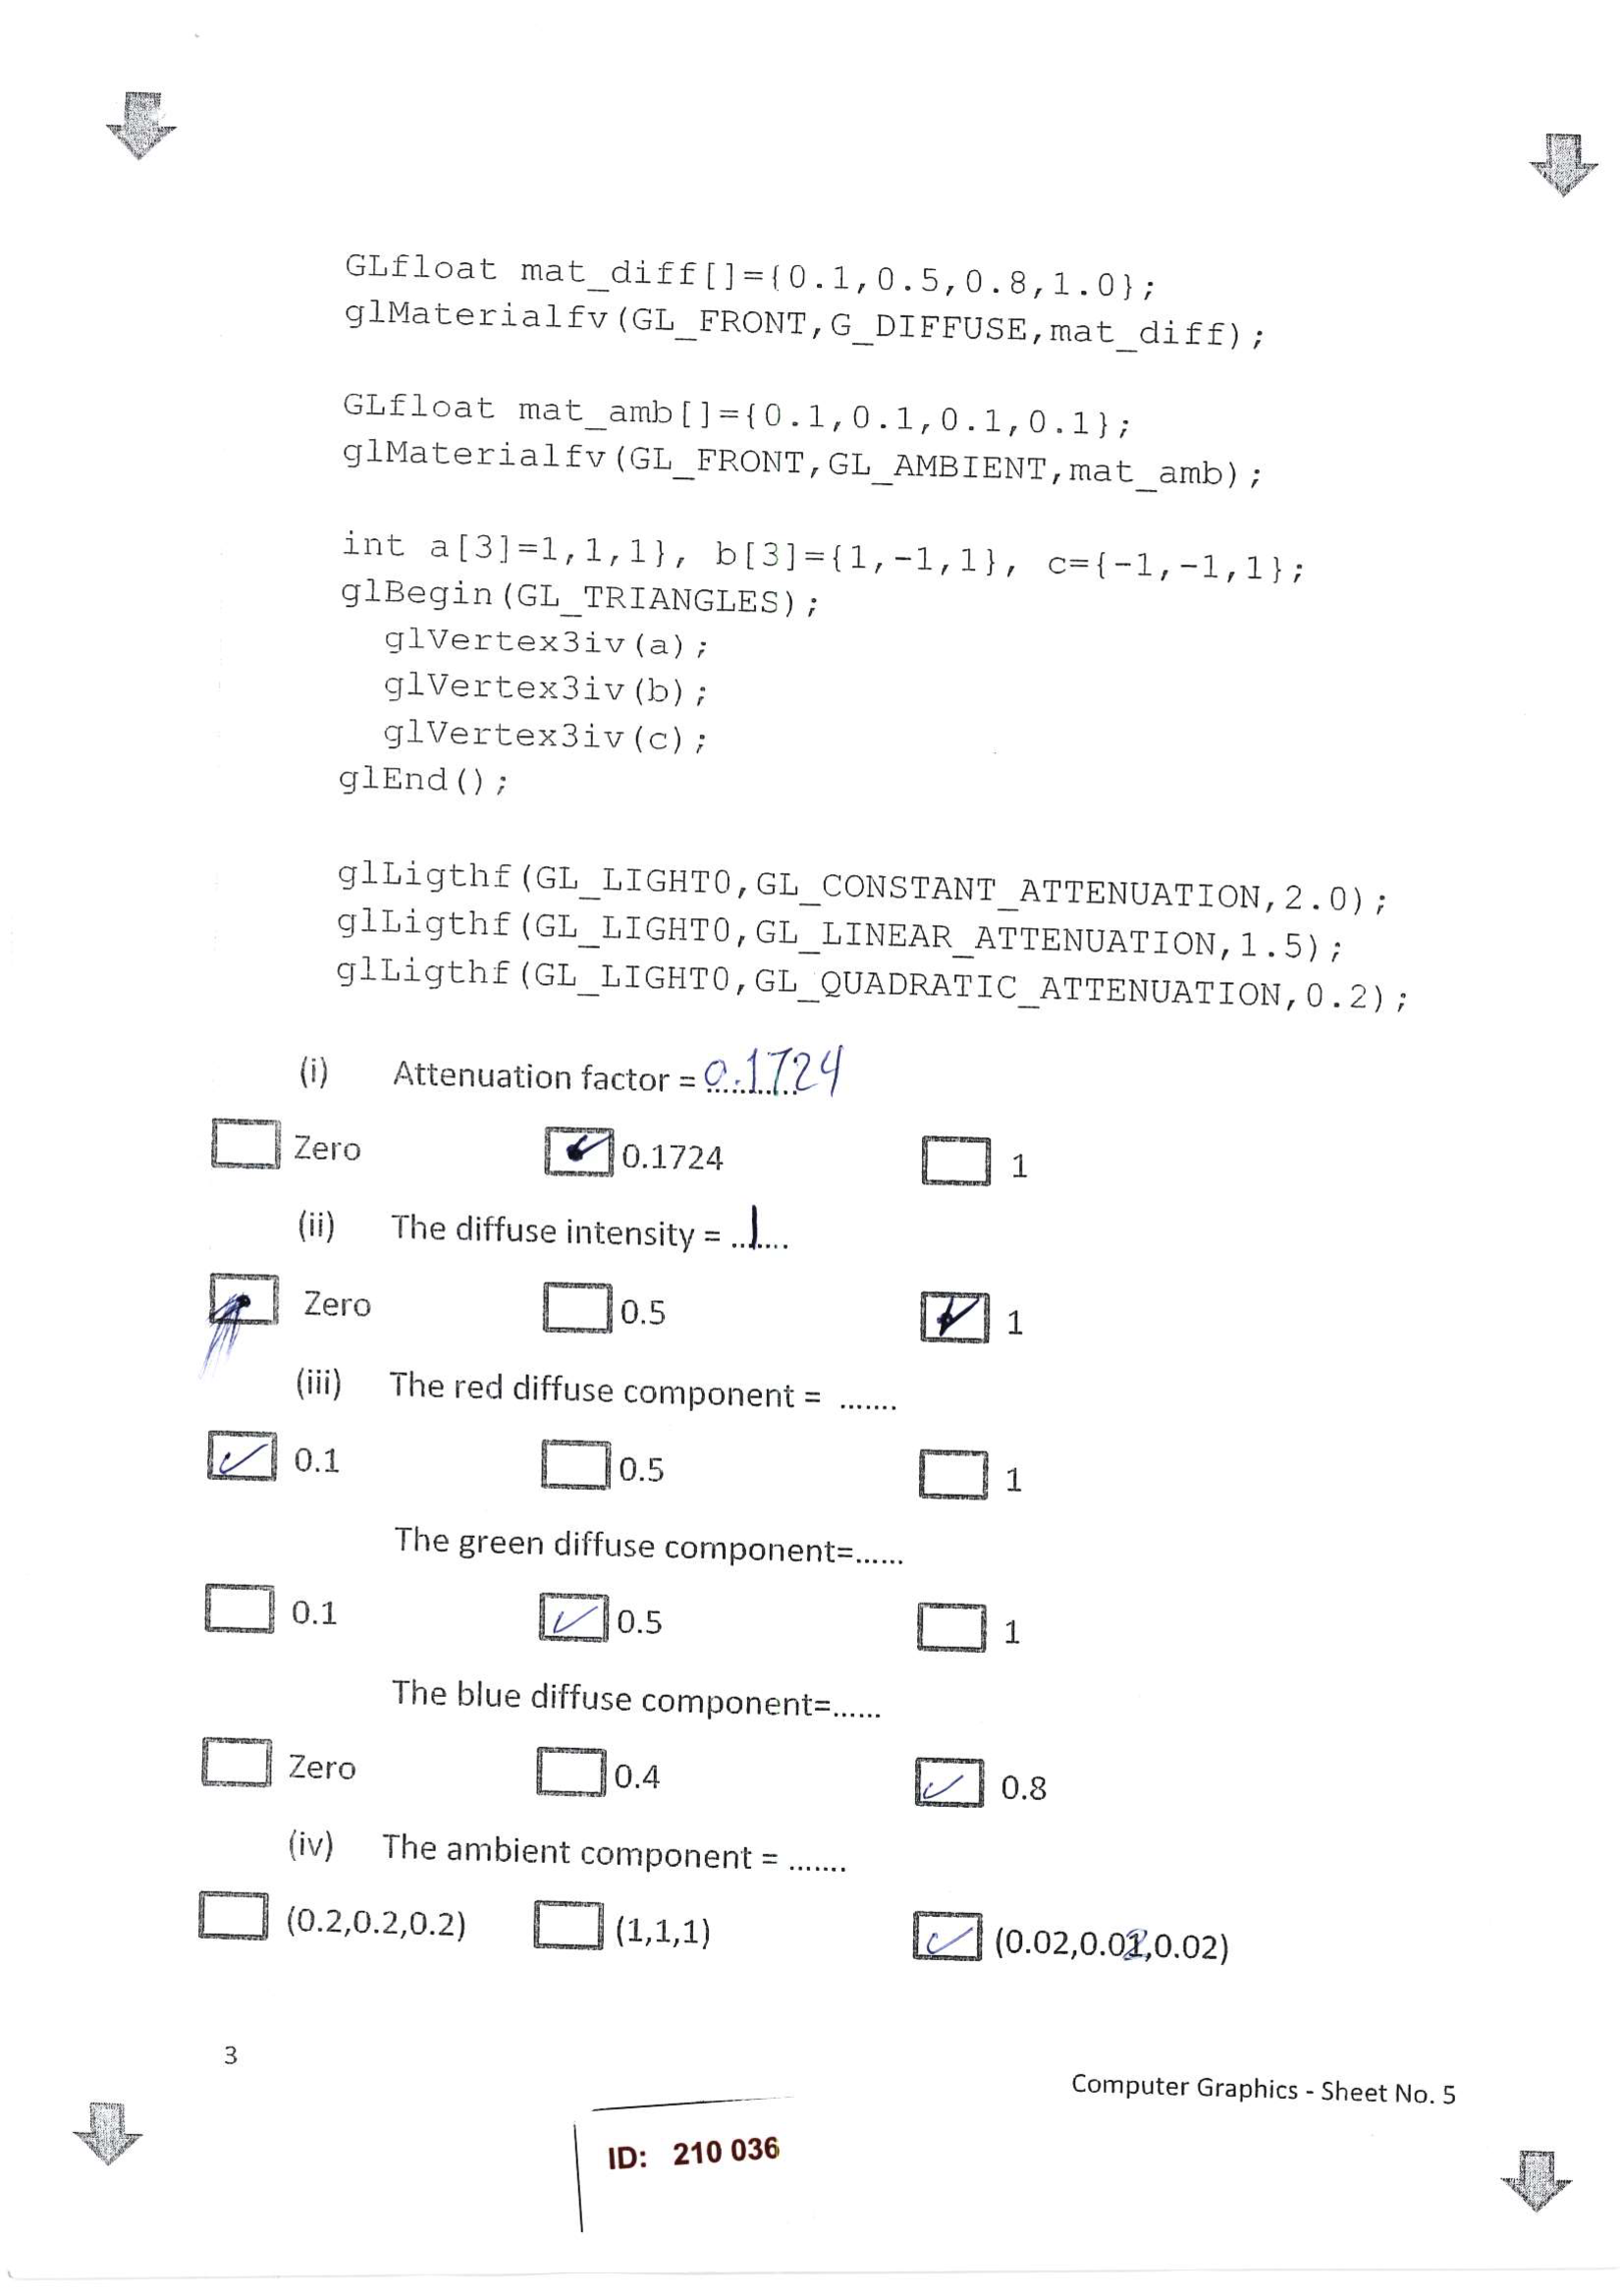 GLfloat mat_diff[]={0.1,0.5,0.8,1.0};
glMaterialfv(GL_FRONT,G_DIFFUSE,mat_diff);
GLfloat mat_amb[]={0.1,0.1,0.1,0.1};
glMaterialfv(GL_FRONT,GL_AMBIENT,mat_amb);
int a[3]=1,1,1}, b[3]={1,-1,1}, c={-1,-1,1};
glBegin(GL_TRIANGLES);
glVertex3iv(a);
glVertex3iv(b);
glVertex3iv(c);
glEnd();
glLigthf(GL_LIGHT0,GL_CONSTANT_ATTENUATION,2.0);
glLigthf(GL_LIGHT0,GL_LINEAR_ATTENUATION,1.5);
glLigthf(GL_LIGHT0,GL_QUADRATIC_ATTENUATION,0.2);
(i) Attenuation factor = 0.1724
Zero 0.1724 1
(ii) The diffuse intensity = ..1....
Zero 0.5 1
(iii) The red diffuse component = .......
0.1 0.5 1
The green diffuse component=......
0.1 0.5 1
The blue diffuse component=......
Zero 0.4 0.8
(iv) The ambient component = .......
(0.2,0.2,0.2) (1,1,1) (0.02,0.02,0.02)
3
Computer Graphics - Sheet No. 5
ID: 210 036